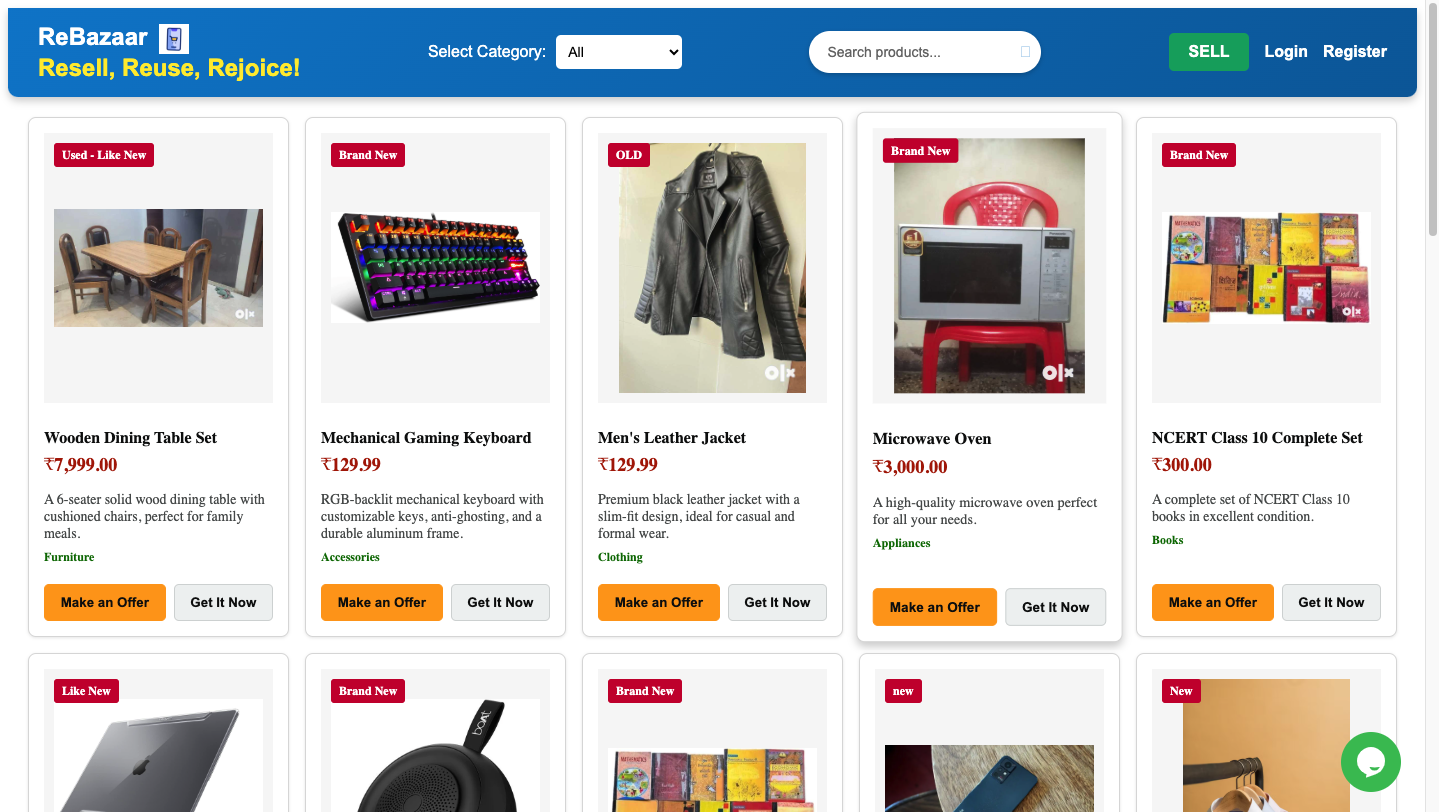 ReBazaar
Resell, Reuse, Rejoice!
Select Category: All
Search products...
SELL
Login
Register
Used - Like New
olx
Wooden Dining Table Set
₹7,999.00
A 6-seater solid wood dining table with
cushioned chairs, perfect for family
meals.
Furniture
Make an Offer
Get It Now
Brand New
Mechanical Gaming Keyboard
₹129.99
RGB-backlit mechanical keyboard with
customizable keys, anti-ghosting, and a
durable aluminum frame.
Accessories
Make an Offer
Get It Now
OLD
olx
Men's Leather Jacket
₹129.99
Premium black leather jacket with a
slim-fit design, ideal for casual and
formal wear.
Clothing
Make an Offer
Get It Now
Brand New
Panasonic
olx
Microwave Oven
₹3,000.00
A high-quality microwave oven perfect
for all your needs.
Appliances
Make an Offer
Get It Now
Brand New
MATHEMATICS
olx
NCERT Class 10 Complete Set
₹300.00
A complete set of NCERT Class 10
books in excellent condition.
Books
Make an Offer
Get It Now
Like New
Brand New
boAt
Brand New
new
New